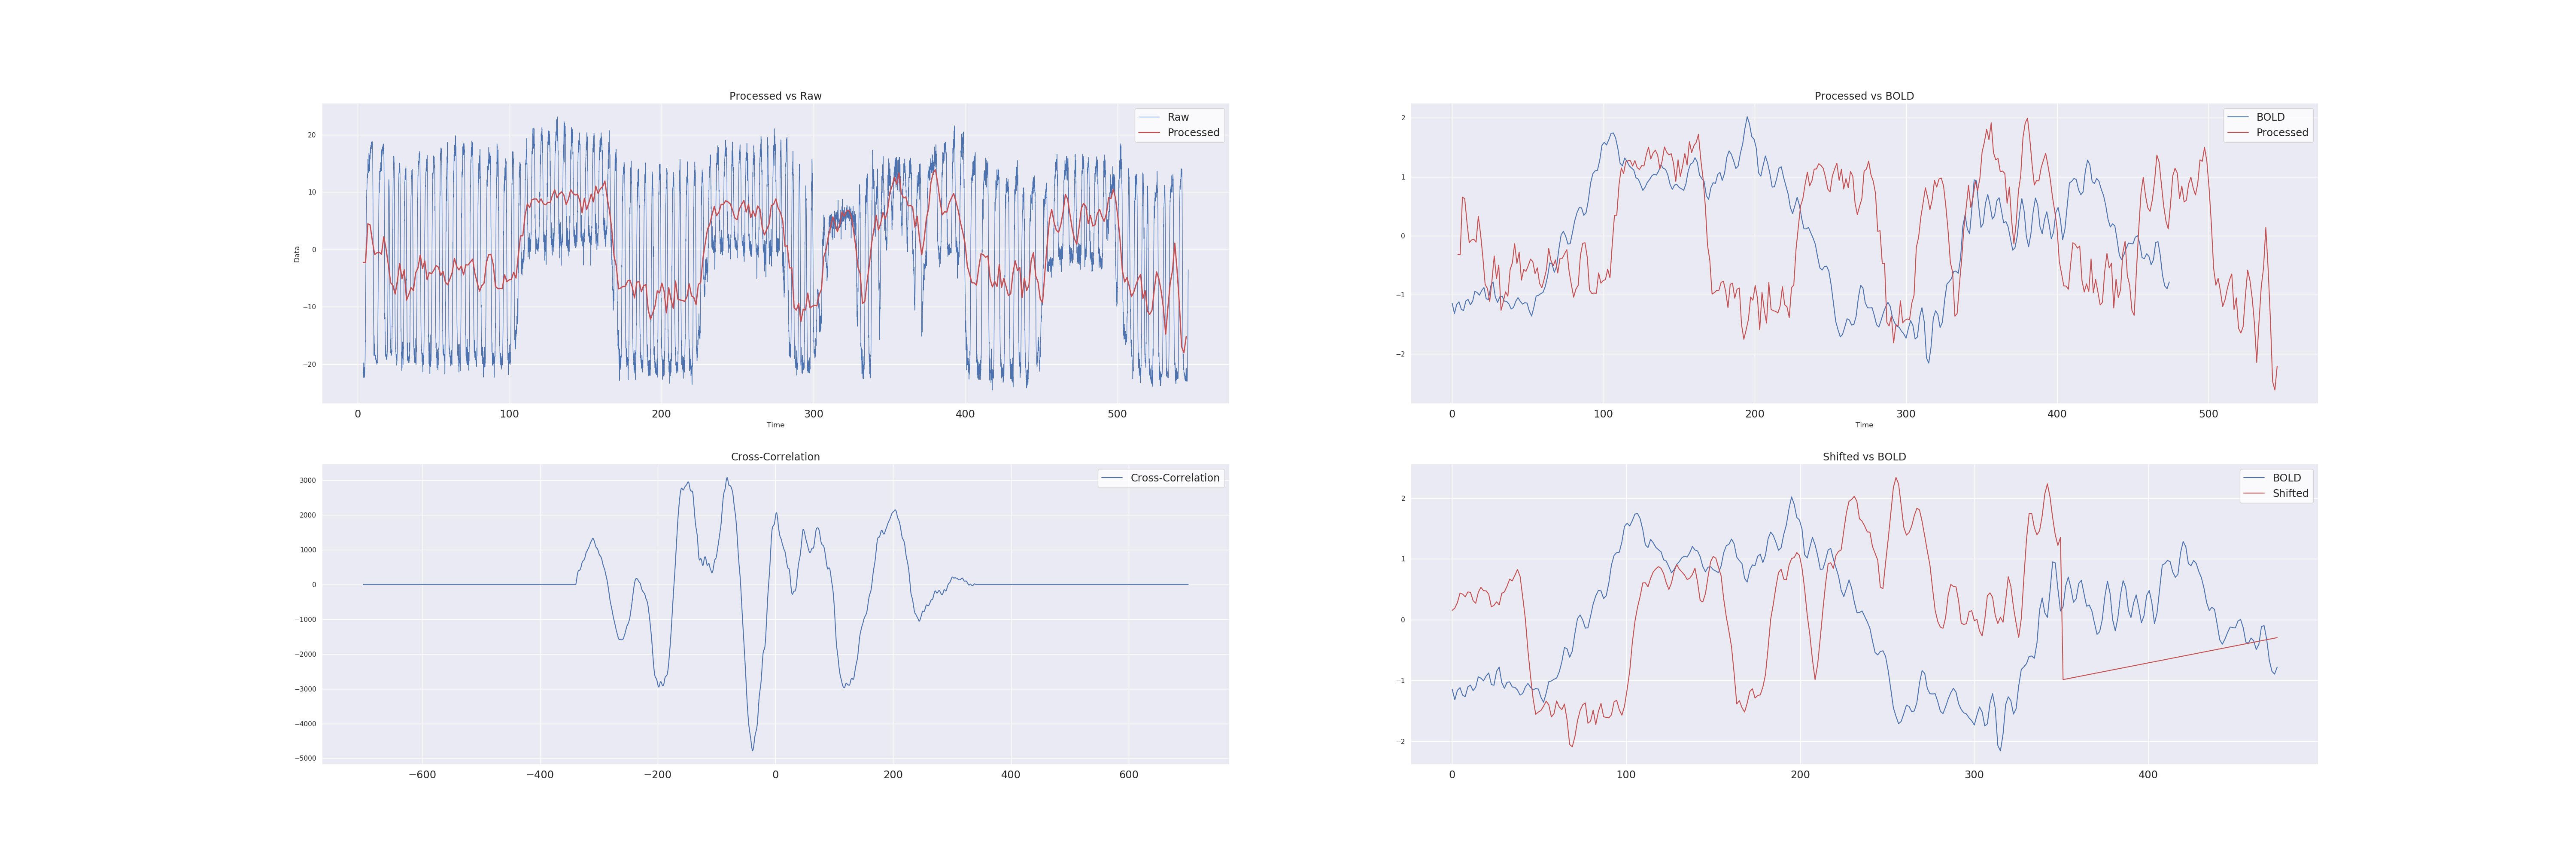 Processed vs Raw
Raw
Processed
20
10
0
−10
−20
Data
0 100 200 300 400 500
Time
Processed vs BOLD
BOLD
Processed
2
1
0
−1
−2
0 100 200 300 400 500
Time
Cross-Correlation
Cross-Correlation
3000
2000
1000
0
−1000
−2000
−3000
−4000
−5000
−600 −400 −200 0 200 400 600
Shifted vs BOLD
BOLD
Shifted
2
1
0
−1
−2
0 100 200 300 400